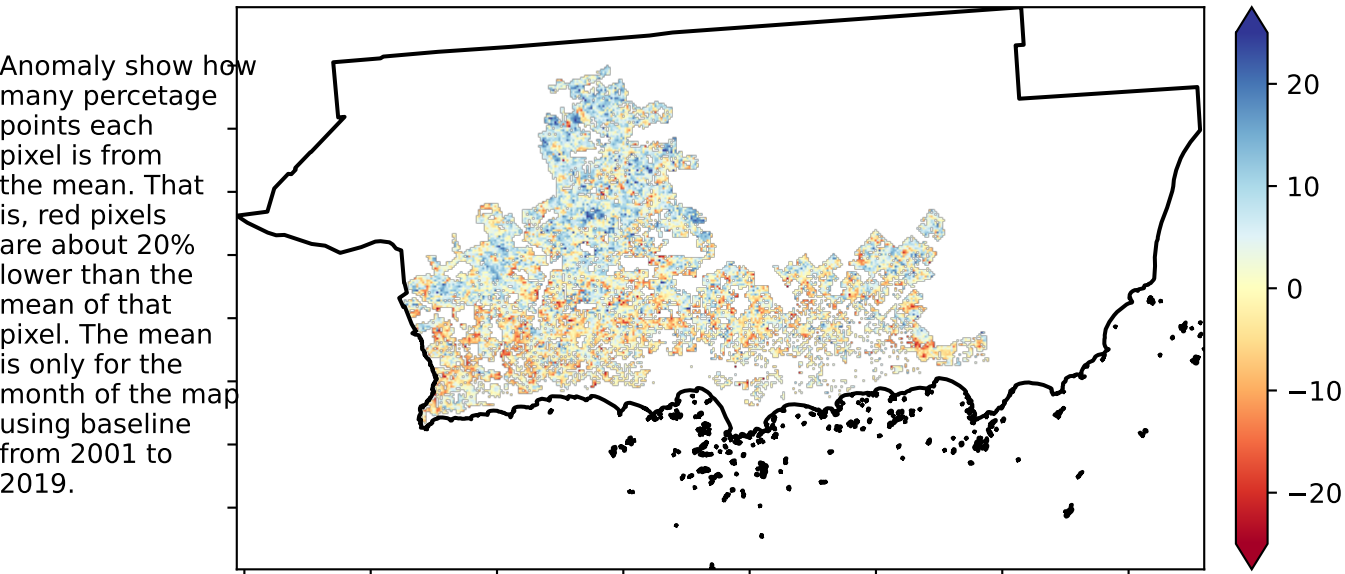 Anomaly show how
many percetage
points each
pixel is from
the mean. That
is, red pixels
are about 20%
lower than the
mean of that
pixel. The mean
is only for the
month of the map
using baseline
from 2001 to
2019.
20
10
0
−10
−20